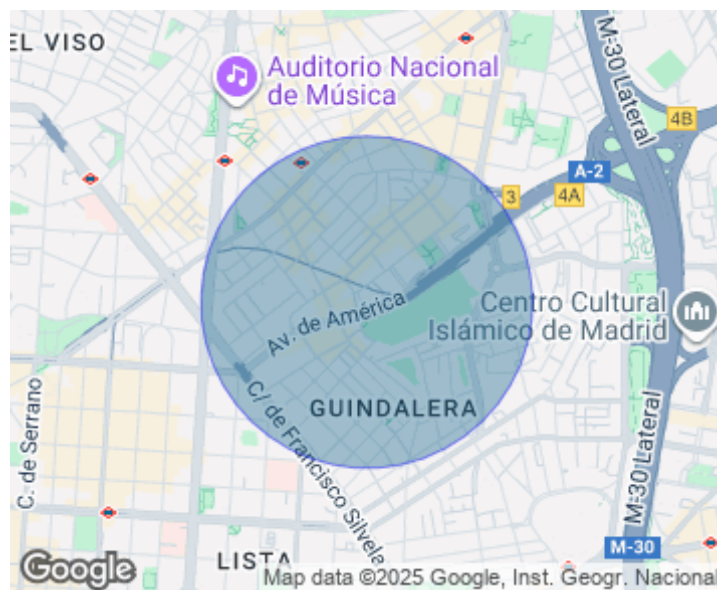 EL VISO
Auditorio Nacional
de Música
M-30 Lateral
4B
A-2
3
4A
Av. de América
Centro Cultural
Islámico de Madrid
GUINDALERA
C. de Serrano
C/ de Francisco Silvela
M-30 Lateral
M-30
LISTA
Google
Map data ©2025 Google, Inst. Geogr. Nacional